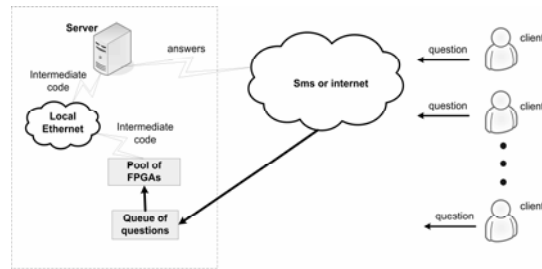 Server
answers
Intermediate
code
Local
Ethernet
Intermediate
code
Pool of
FPGAs
Queue of
questions
Sms or internet
question
client
question
client
question
client